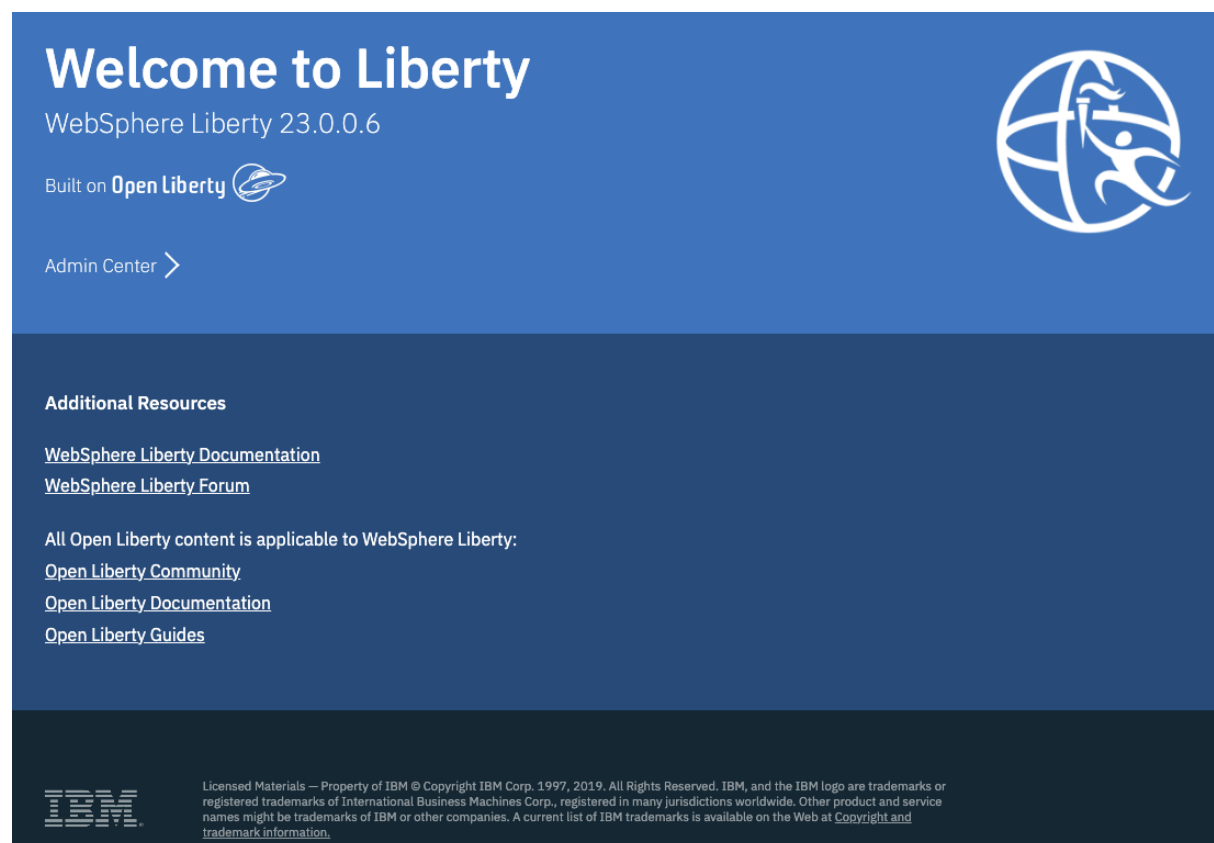 Welcome to Liberty
WebSphere Liberty 23.0.0.6
Built on Open Liberty
Admin Center
Additional Resources
WebSphere Liberty Documentation
WebSphere Liberty Forum
All Open Liberty content is applicable to WebSphere Liberty:
Open Liberty Community
Open Liberty Documentation
Open Liberty Guides
IBM®
Licensed Materials — Property of IBM © Copyright IBM Corp. 1997, 2019. All Rights Reserved. IBM, and the IBM logo are trademarks or
registered trademarks of International Business Machines Corp., registered in many jurisdictions worldwide. Other product and service
names might be trademarks of IBM or other companies. A current list of IBM trademarks is available on the Web at Copyright and
trademark information.